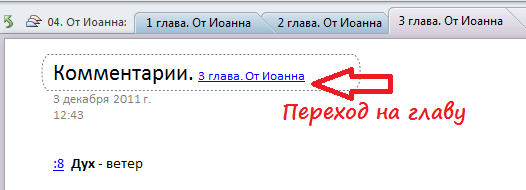 04. От Иоанна:
1 глава. От Иоанна
2 глава. От Иоанна
3 глава. От Иоанна
Комментарии. 3 глава. От Иоанна
3 декабря 2011 г.
12:43
Переход на главу
:8 Дух - ветер